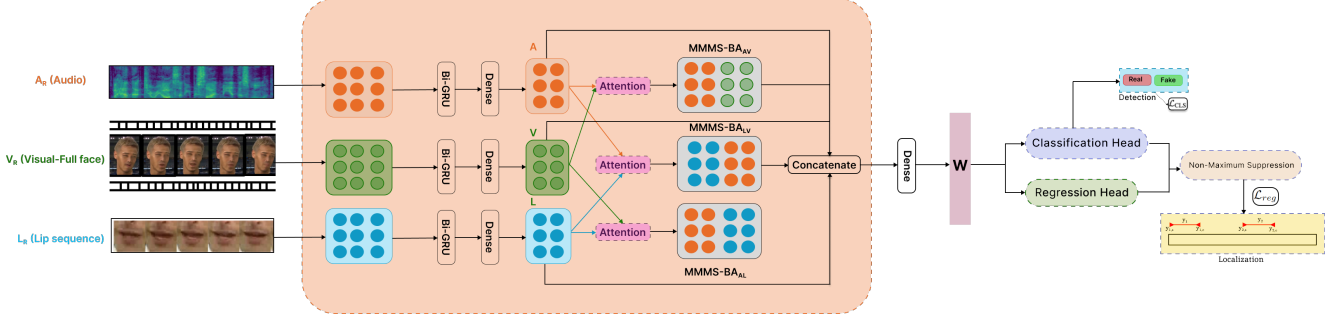 A_R (Audio)
V_R (Visual-Full face)
L_R (Lip sequence)
Bi-GRU
Dense
Bi-GRU
Dense
Bi-GRU
Dense
A
V
L
Attention
Attention
Attention
MMMS-BA_AV
MMMS-BA_LV
MMMS-BA_AL
Concatenate
Dense
W
Classification Head
Regression Head
Real
Fake
Detection
ℒ_CLS
Non-Maximum Suppression
ℒ_reg
Localization